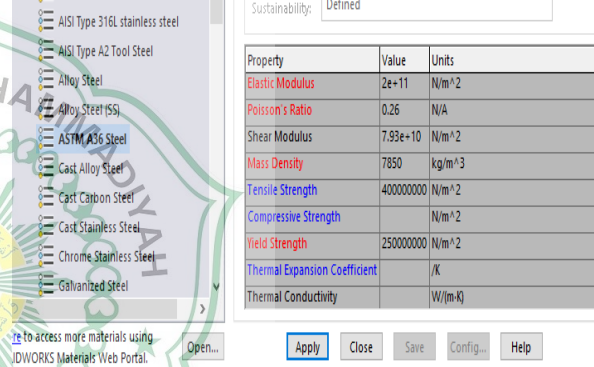 AISI Type 316L stainless steel
AISI Type A2 Tool Steel
Alloy Steel
Alloy Steel (SS)
ASTM A36 Steel
Cast Alloy Steel
Cast Carbon Steel
Cast Stainless Steel
Chrome Stainless Steel
Galvanized Steel
re to access more materials using
IDWORKS Materials Web Portal.
Open...
Sustainability: Defined
Property Value Units
Elastic Modulus 2e+11 N/m^2
Poisson's Ratio 0.26 N/A
Shear Modulus 7.93e+10 N/m^2
Mass Density 7850 kg/m^3
Tensile Strength 400000000 N/m^2
Compressive Strength N/m^2
Yield Strength 250000000 N/m^2
Thermal Expansion Coefficient /K
Thermal Conductivity W/(m·K)
Apply Close Save Config... Help
HAMMADIYAH